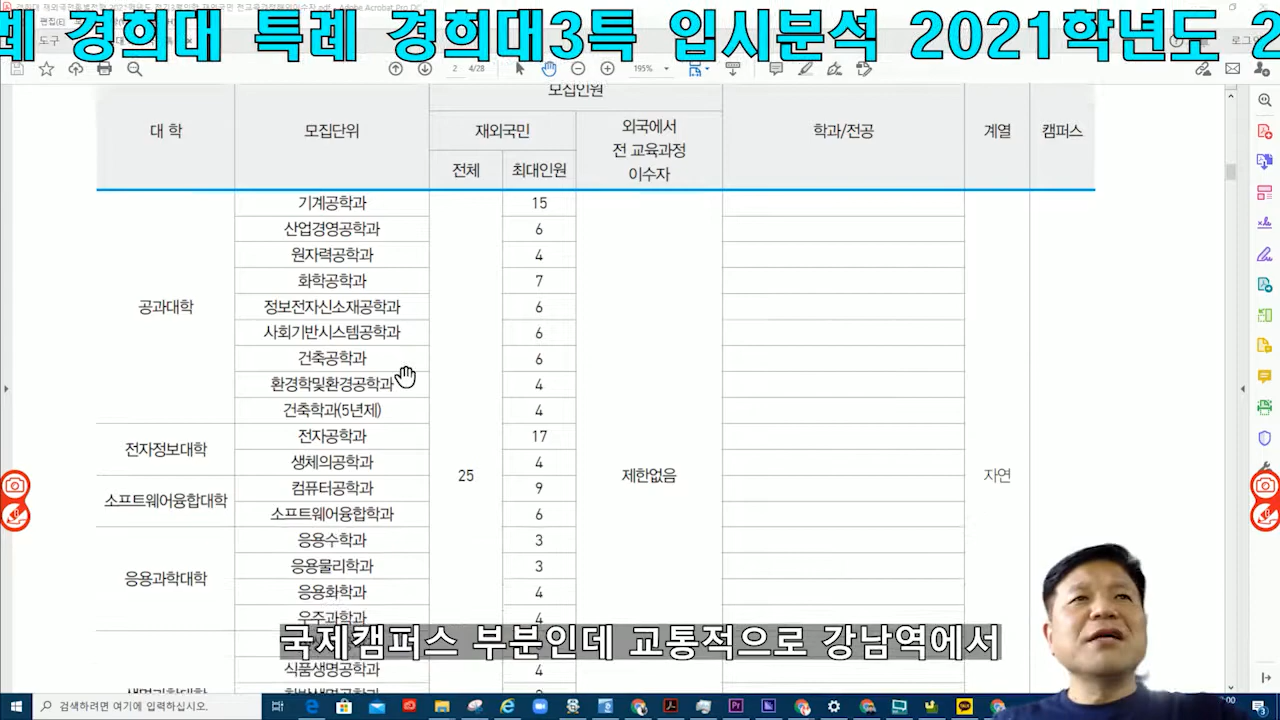 레 경희대 특례 경희대3특 입시분석 2021학년도 2
2 4/28 195%
모집인원
대 학 모집단위 재외국민 외국에서 전 교육과정 이수자 학과/전공 계열 캠퍼스
전체 최대인원
공과대학
기계공학과 15
산업경영공학과 6
원자력공학과 4
화학공학과 7
정보전자신소재공학과 6
사회기반시스템공학과 6
건축공학과 6
환경학및환경공학과 4
건축학과(5년제) 4
전자정보대학
전자공학과 17
생체의공학과 4
25 제한없음 자연
소프트웨어융합대학
컴퓨터공학과 9
소프트웨어융합학과 6
응용과학대학
응용수학과 3
응용물리학과 3
응용화학과 4
우주과학과 4
국제캠퍼스 부분인데 교통적으로 강남역에서
식품생명공학과 4
검색하려면 여기에 입력하십시오.